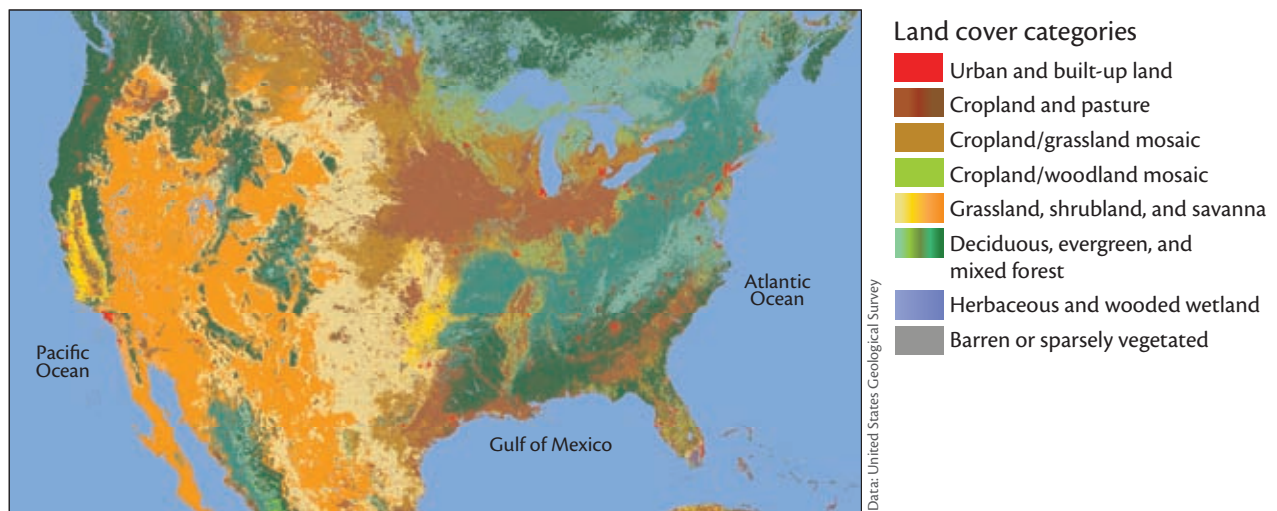 Pacific
Ocean
Gulf of Mexico
Atlantic
Ocean
Data: United States Geological Survey
Land cover categories
Urban and built-up land
Cropland and pasture
Cropland/grassland mosaic
Cropland/woodland mosaic
Grassland, shrubland, and savanna
Deciduous, evergreen, and
mixed forest
Herbaceous and wooded wetland
Barren or sparsely vegetated